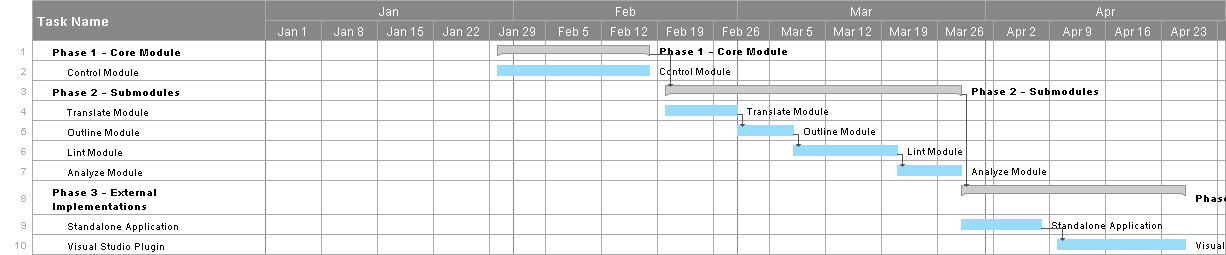 Task Name
Jan Feb Mar Apr
Jan 1 Jan 8 Jan 15 Jan 22 Jan 29 Feb 5 Feb 12 Feb 19 Feb 26 Mar 5 Mar 12 Mar 19 Mar 26 Apr 2 Apr 9 Apr 16 Apr 23
1 Phase 1 - Core Module Phase 1 - Core Module
2 Control Module Control Module
3 Phase 2 - Submodules Phase 2 - Submodules
4 Translate Module Translate Module
5 Outline Module Outline Module
6 Lint Module Lint Module
7 Analyze Module Analyze Module
8 Phase 3 - External
Implementations Phase
9 Standalone Application Standalone Application
10 Visual Studio Plugin Visual